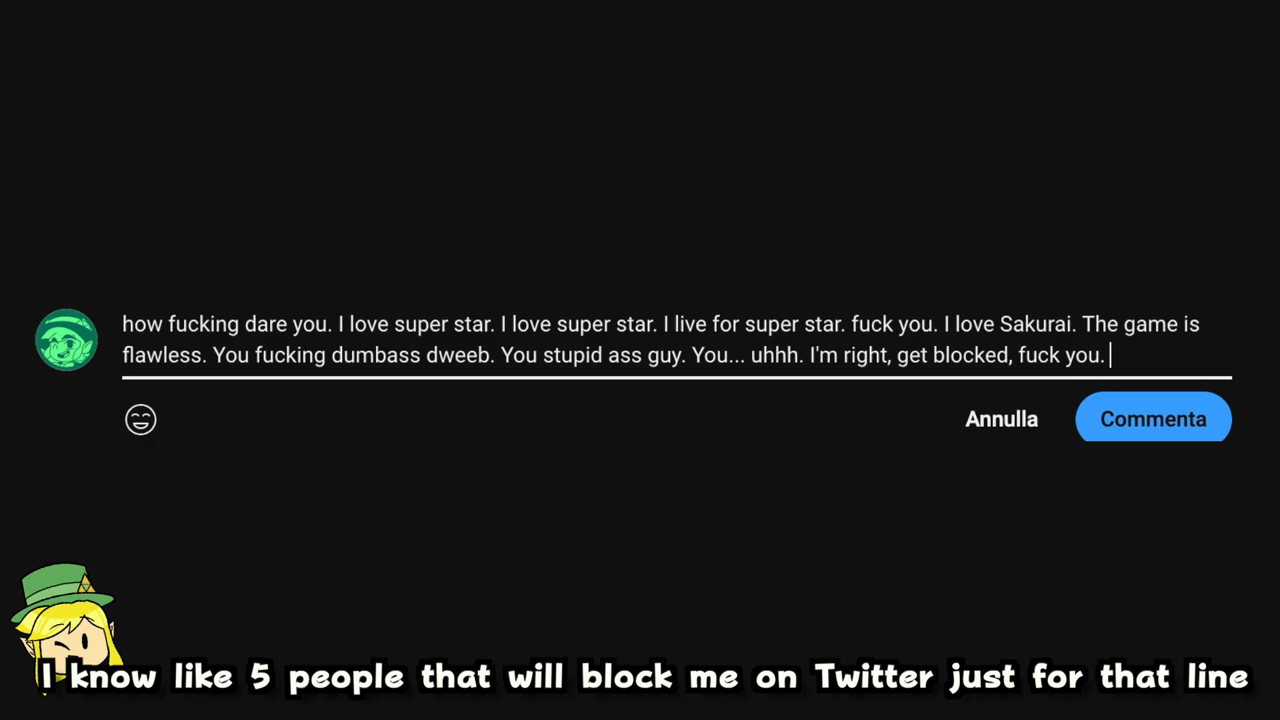 how fucking dare you. I love super star. I love super star. I live for super star. fuck you. I love Sakurai. The game is
flawless. You fucking dumbass dweeb. You stupid ass guy. You... uhhh. I'm right, get blocked, fuck you.
Annulla
Commenta
I know like 5 people that will block me on Twitter just for that line